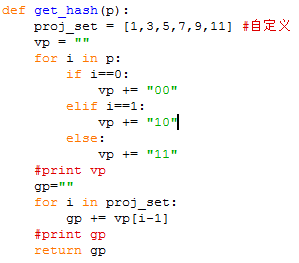 def get_hash(p):
    proj_set = [1,3,5,7,9,11] #自定义
    vp = ""
    for i in p:
        if i==0:
            vp += "00"
        elif i==1:
            vp += "10"
        else:
            vp += "11"
    #print vp
    gp=""
    for i in proj_set:
        gp += vp[i-1]
    #print gp
    return gp